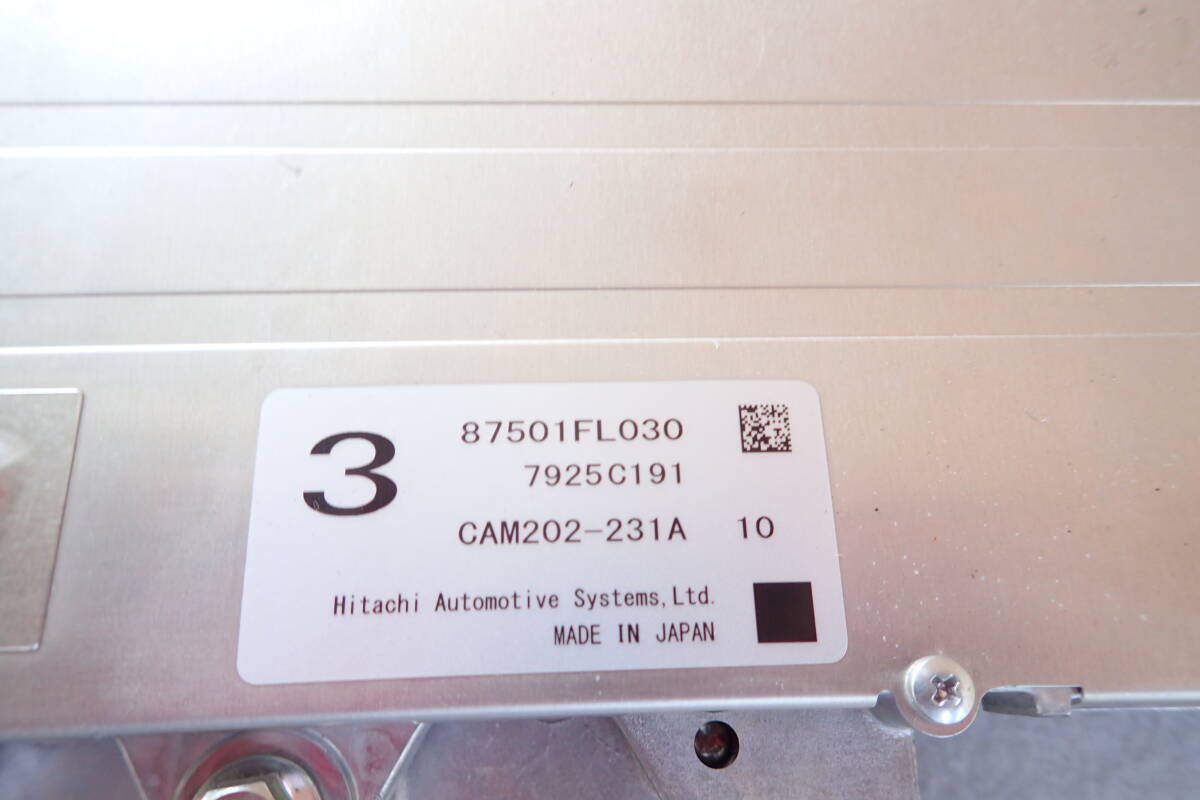 3
87501FL030
7925C191
CAM202-231A 10
Hitachi Automotive Systems,Ltd.
MADE IN JAPAN